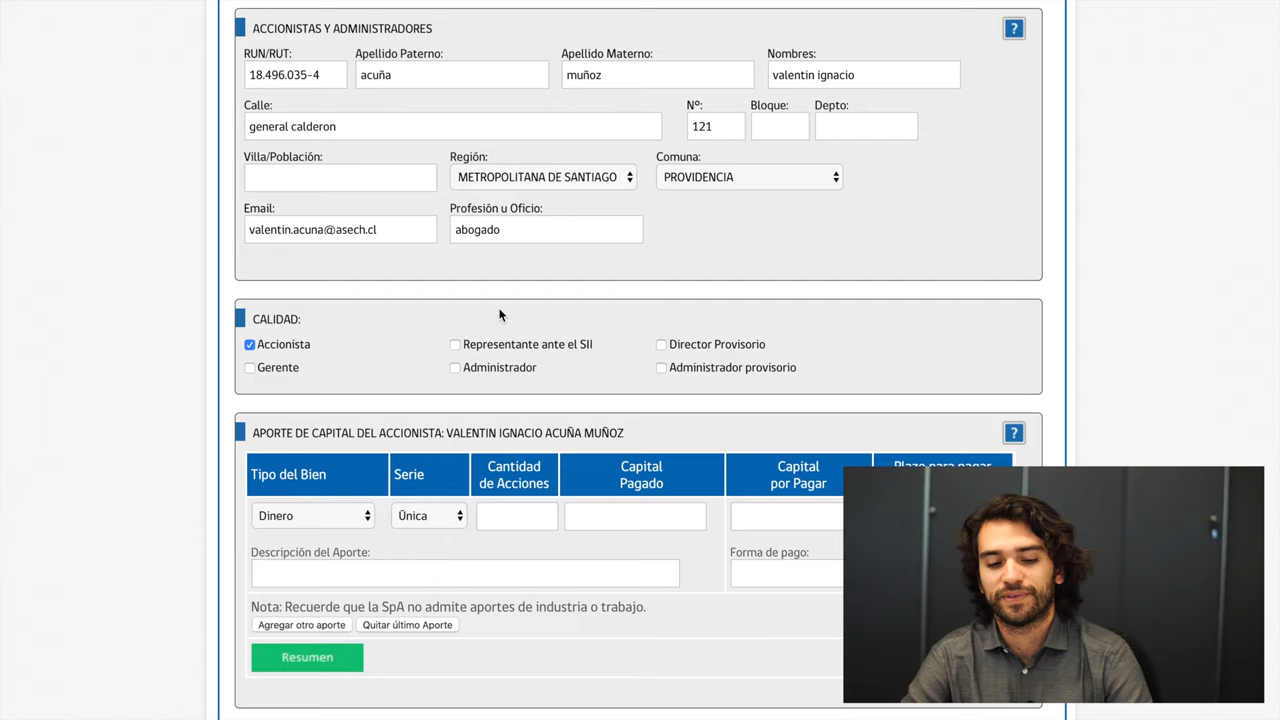 ACCIONISTAS Y ADMINISTRADORES
?
RUN/RUT: Apellido Paterno: Apellido Materno: Nombres:
18.496.035-4 acuña muñoz valentin ignacio
Calle: Nº: Bloque: Depto:
general calderon 121
Villa/Población: Región: Comuna:
METROPOLITANA DE SANTIAGO PROVIDENCIA
Email: Profesión u Oficio:
valentin.acuna@asech.cl abogado
CALIDAD:
Accionista Representante ante el SII Director Provisorio
Gerente Administrador Administrador provisorio
APORTE DE CAPITAL DEL ACCIONISTA: VALENTIN IGNACIO ACUÑA MUÑOZ
?
Tipo del Bien Serie Cantidad de Acciones Capital Pagado Capital por Pagar Plazo para pagar
Dinero Única
Descripción del Aporte: Forma de pago:
Nota: Recuerde que la SpA no admite aportes de industria o trabajo.
Agregar otro aporte Quitar último Aporte
Resumen